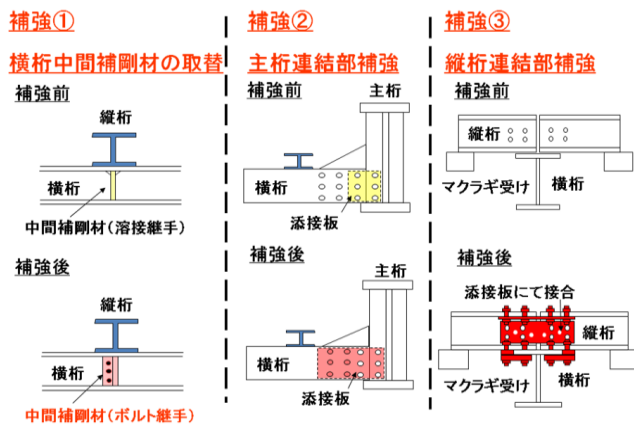 補強①
横桁中間補剛材の取替
補強前
縦桁
横桁
中間補剛材(溶接継手)
補強後
縦桁
横桁
中間補剛材(ボルト継手)
補強②
主桁連結部補強
補強前
主桁
横桁
添接板
補強後
主桁
横桁
添接板
補強③
縦桁連結部補強
補強前
縦桁
マクラギ受け
横桁
補強後
添接板にて接合
縦桁
マクラギ受け
横桁